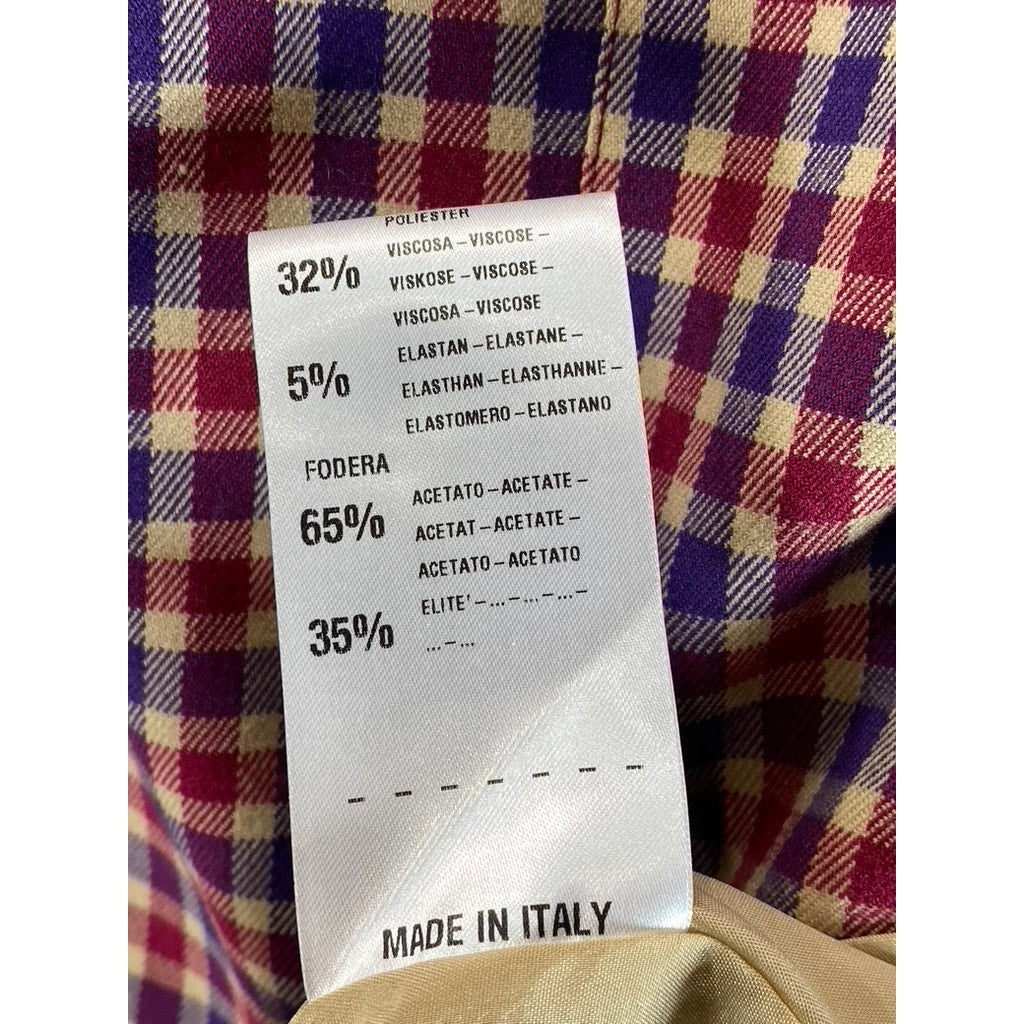 POLIESTER
32% VISCOSA – VISCOSE –
VISKOSE – VISCOSE –
VISCOSA – VISCOSE
5% ELASTAN – ELASTANE –
ELASTHAN – ELASTHANNE –
ELASTOMERO – ELASTANO
FODERA
65% ACETATO – ACETATE –
ACETAT – ACETATE –
ACETATO – ACETATO
35% ELITE' – ... – ... – ... –
... – ...
MADE IN ITALY